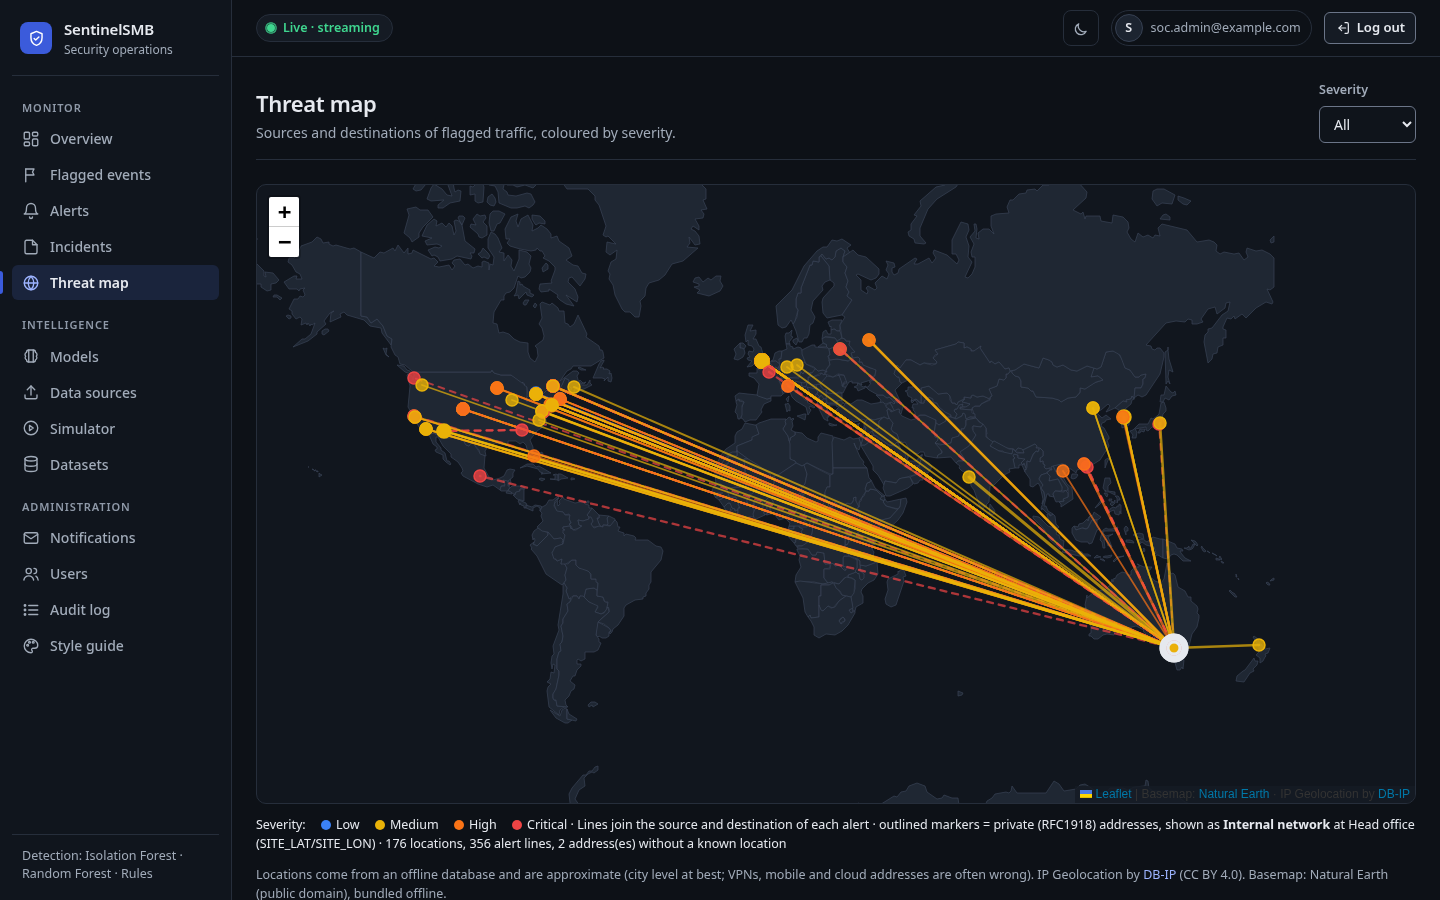 SentinelSMB
Security operations
MONITOR
Overview
Flagged events
Alerts
Incidents
Threat map
INTELLIGENCE
Models
Data sources
Simulator
Datasets
ADMINISTRATION
Notifications
Users
Audit log
Style guide
Detection: Isolation Forest ·
Random Forest · Rules
Live · streaming
S soc.admin@example.com
Log out
Threat map
Sources and destinations of flagged traffic, coloured by severity.
Severity
All
+
−
Leaflet | Basemap: Natural Earth · IP Geolocation by DB-IP
Severity: Low Medium High Critical · Lines join the source and destination of each alert · outlined markers = private (RFC1918) addresses, shown as Internal network at Head office
(SITE_LAT/SITE_LON) · 176 locations, 356 alert lines, 2 address(es) without a known location
Locations come from an offline database and are approximate (city level at best; VPNs, mobile and cloud addresses are often wrong). IP Geolocation by DB-IP (CC BY 4.0). Basemap: Natural Earth
(public domain), bundled offline.